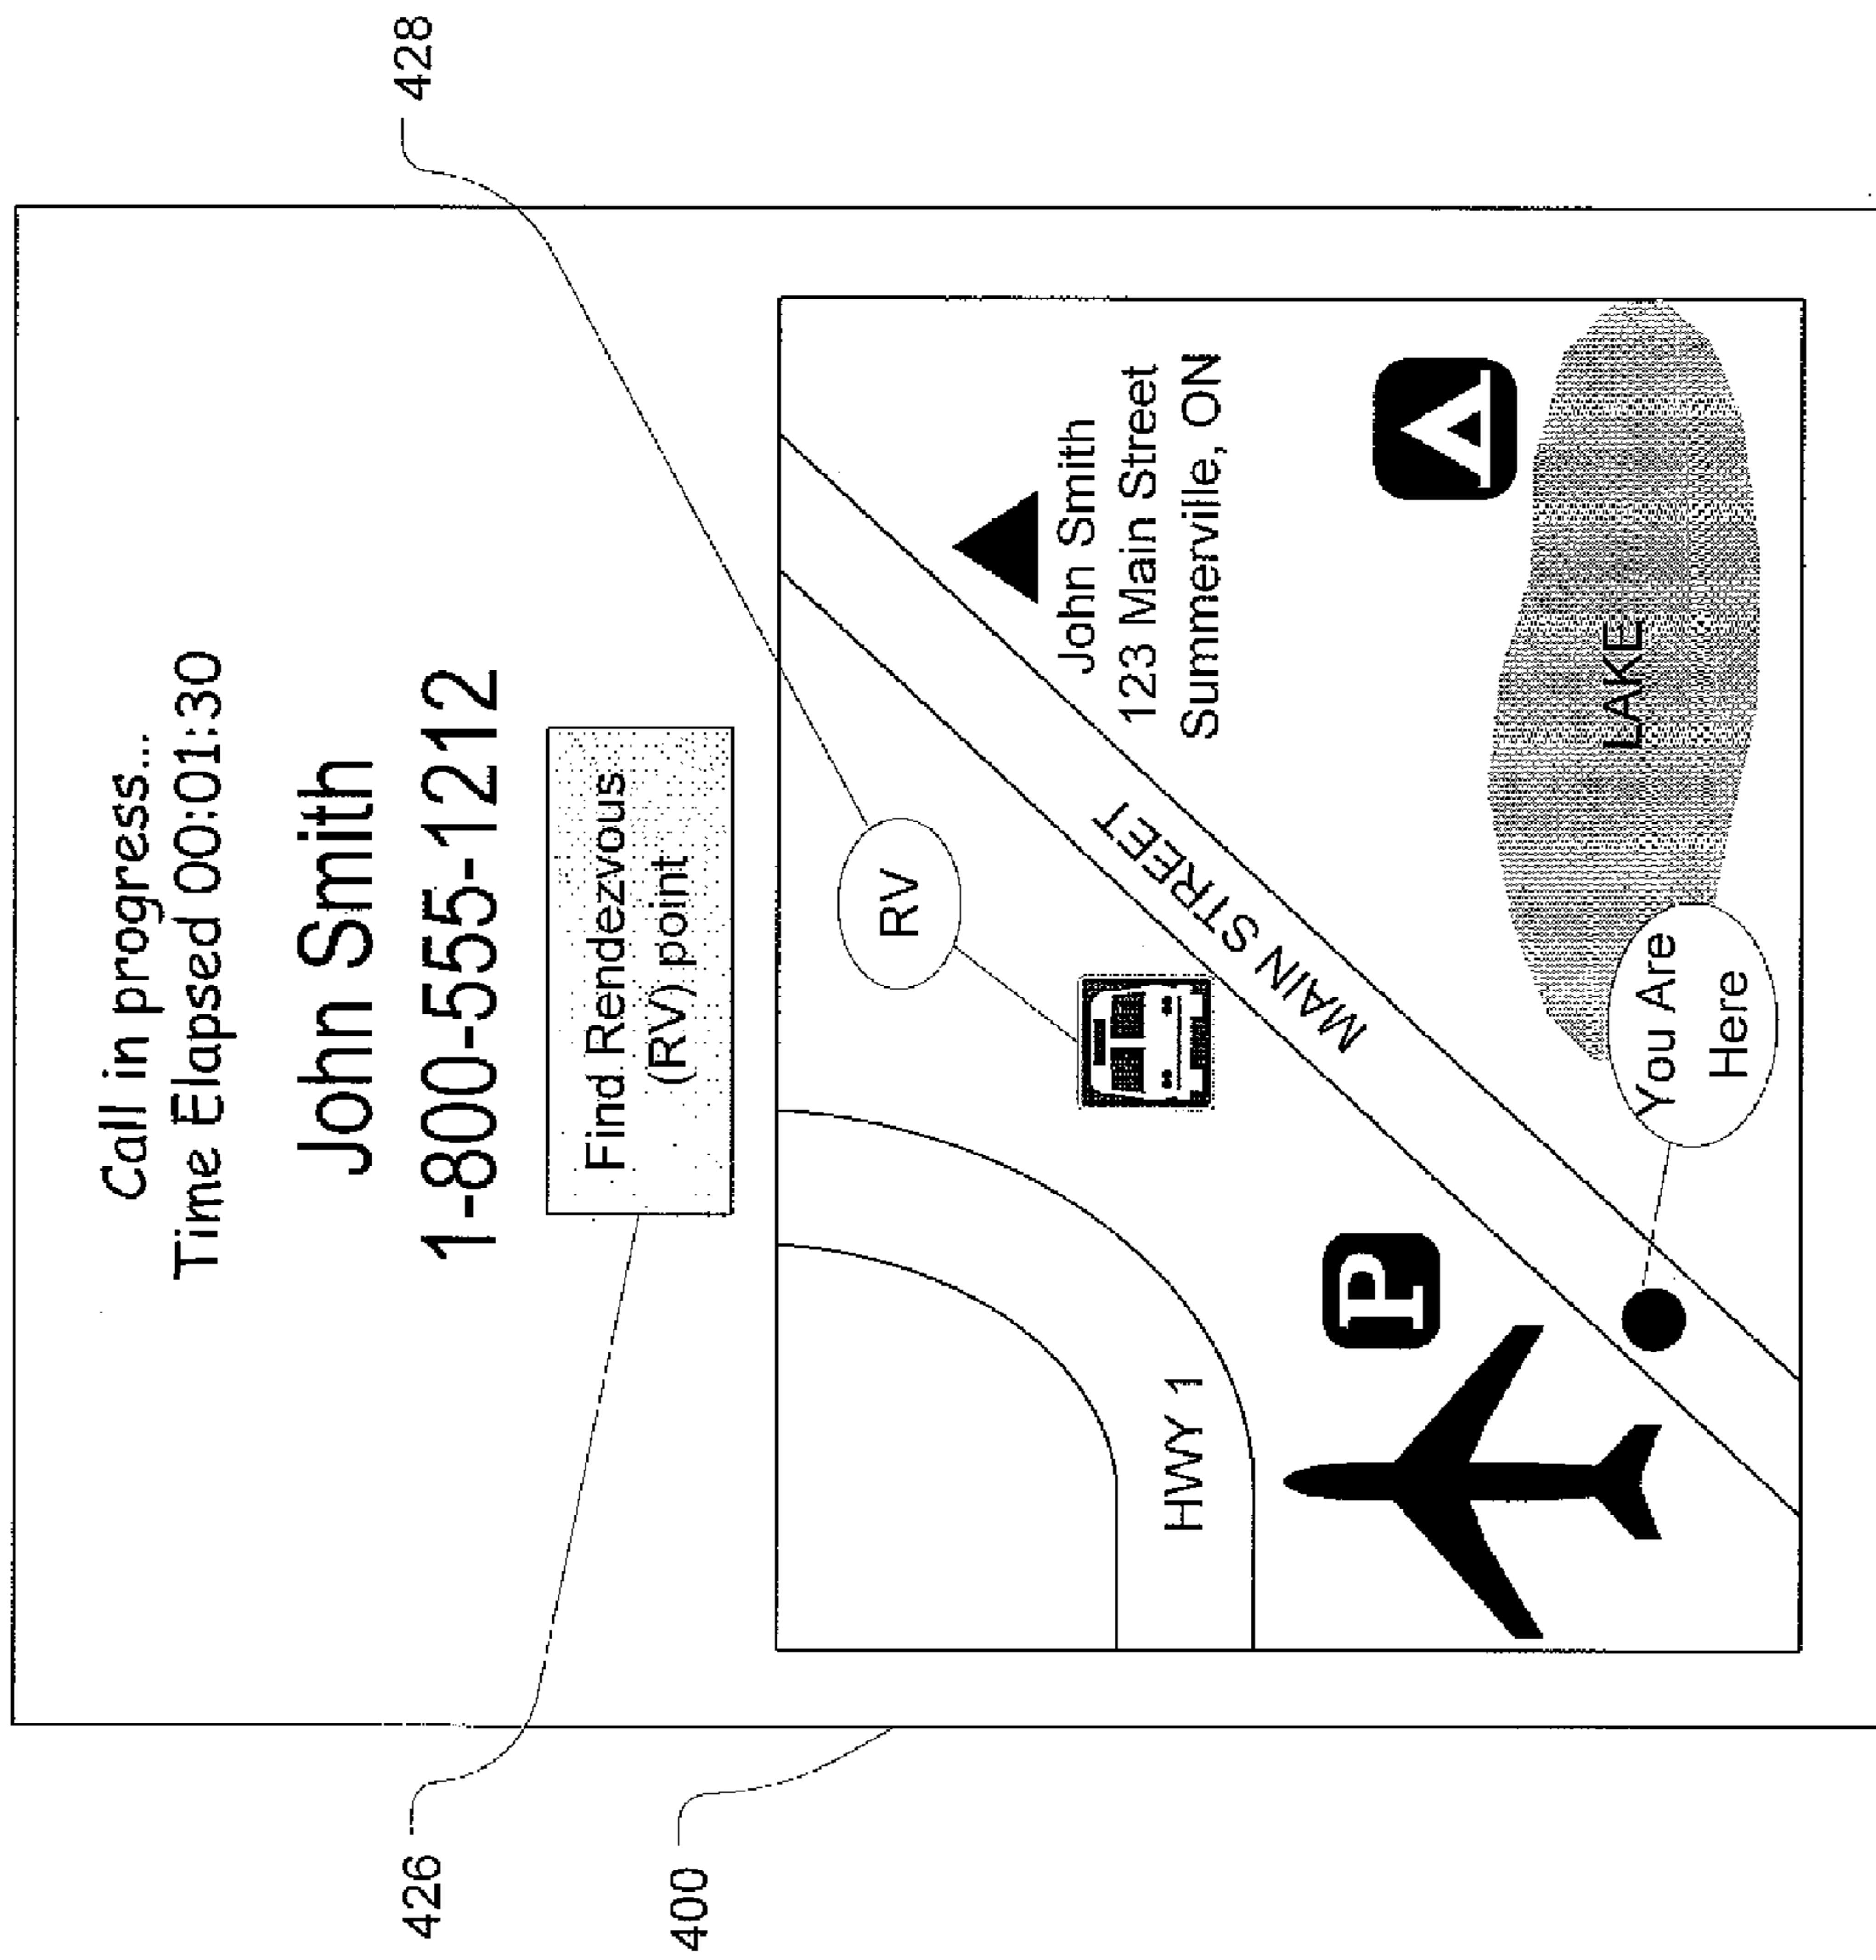 Call in progress...
Time Elapsed 00:01:30
John Smith
1-800-555-1212
426
Find Rendezvous
(RV) point
428
400
RV
John Smith
123 Main Street
Summerville, ON
MAIN STREET
HWY 1
P
LAKE
You Are
Here